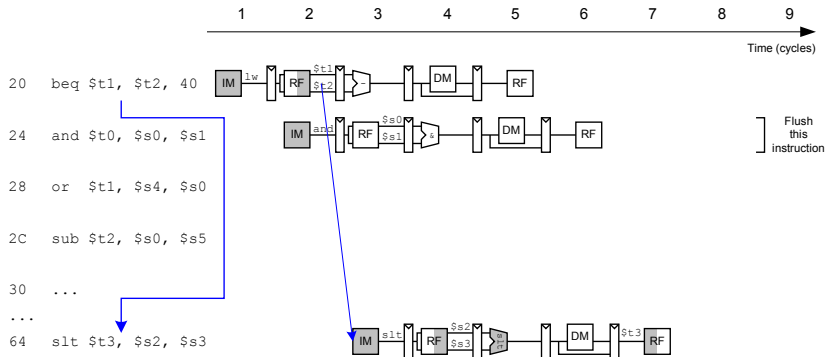 1 2 3 4 5 6 7 8 9
Time (cycles)
20 beq $t1, $t2, 40 IM lw RF $t1 $t2 - DM RF
24 and $t0, $s0, $s1 IM and RF $s0 $s1 & DM RF
Flush this instruction
28 or $t1, $s4, $s0
2C sub $t2, $s0, $s5
30 ...
...
64 slt $t3, $s2, $s3 IM slt RF $s2 $s3 slt DM $t3 RF